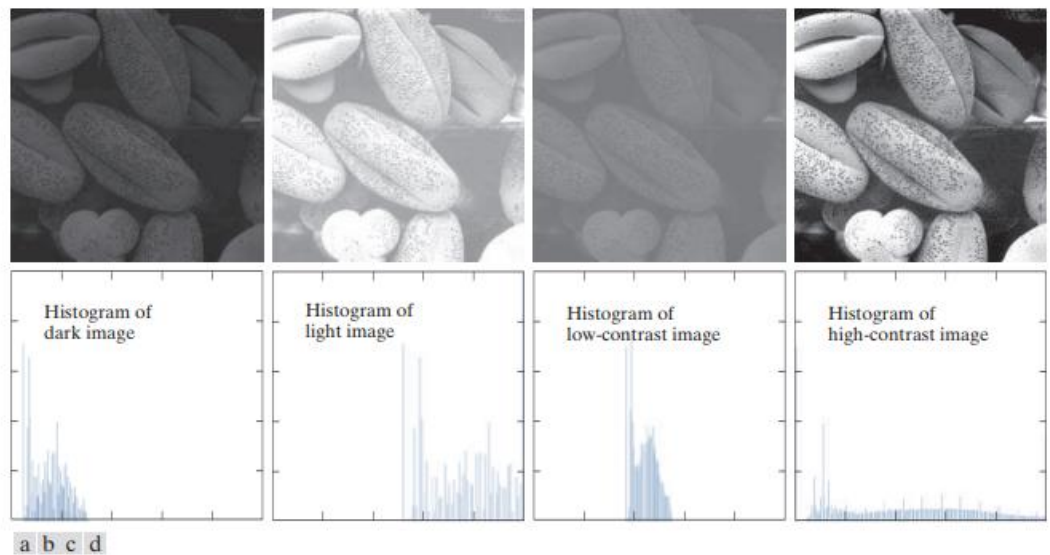 Histogram of
dark image
Histogram of
light image
Histogram of
low-contrast image
Histogram of
high-contrast image
a b c d